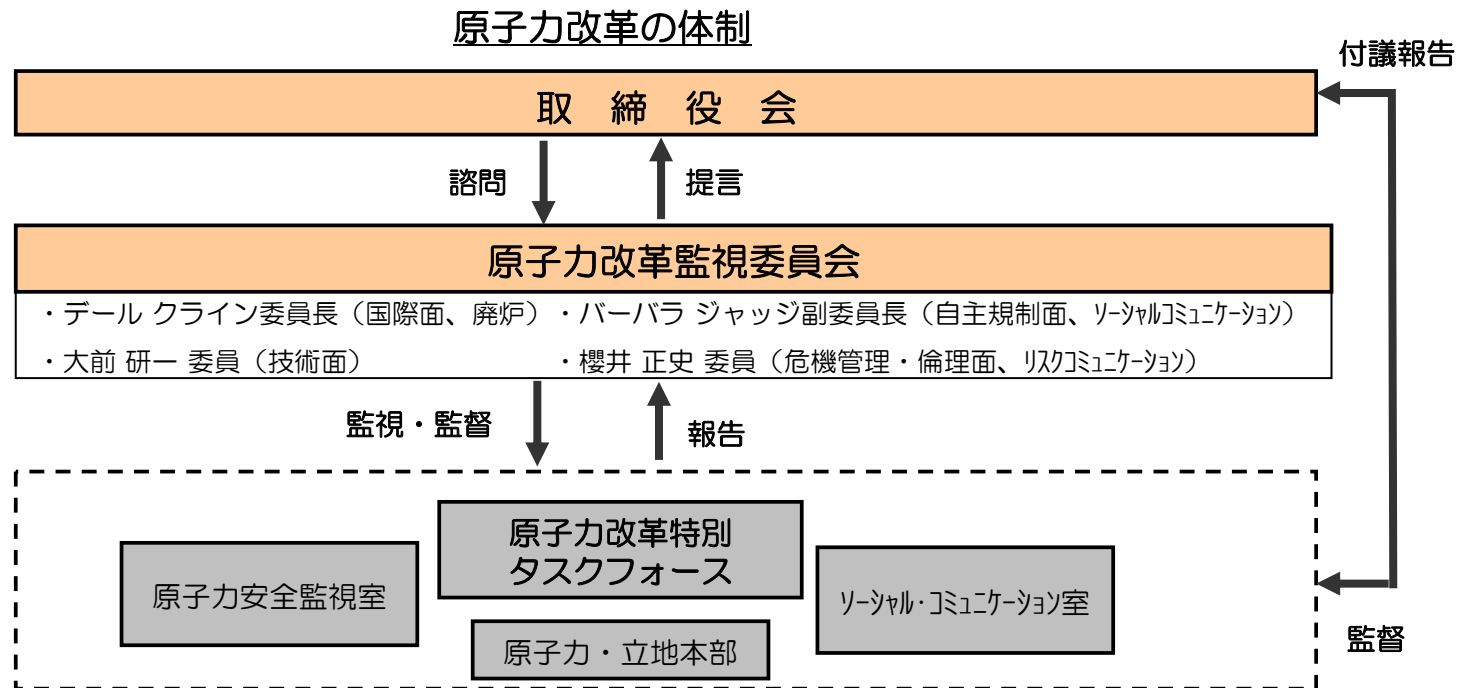 原子力改革の体制
付議報告
取 締 役 会
諮問
提言
原子力改革監視委員会
・デール クライン委員長（国際面、廃炉）・バーバラ ジャッジ副委員長（自主規制面、ｿｰｼｬﾙｺﾐｭﾆｹｰｼｮﾝ）
・大前 研一 委員（技術面）　・櫻井 正史 委員（危機管理・倫理面、ﾘｽｸｺﾐｭﾆｹｰｼｮﾝ）
監視・監督
報告
原子力改革特別
タスクフォース
原子力安全監視室
ｿｰｼｬﾙ･ｺﾐｭﾆｹｰｼｮﾝ室
原子力・立地本部
監督